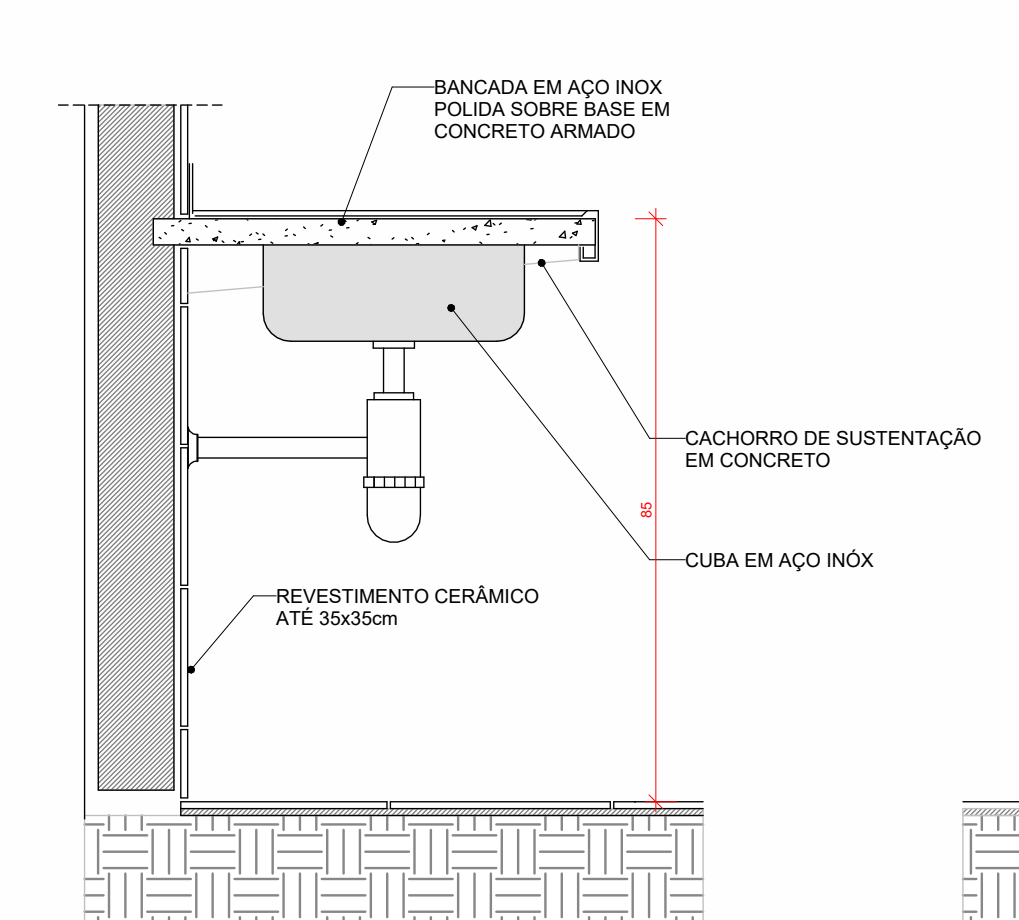 BANCADA EM AÇO INOX
POLIDA SOBRE BASE EM
CONCRETO ARMADO
CACHORRO DE SUSTENTAÇÃO
EM CONCRETO
85
CUBA EM AÇO INÓX
REVESTIMENTO CERÂMICO
ATÉ 35x35cm